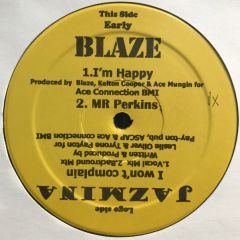 This Side
Early
BLAZE
1.I'm Happy
Produced by Blaze, Kelton Cooper & Ace Mungin for
Ace Connection BMI
2. MR Perkins
Logo side
JAZMINA
I won't complain
1.Vocal Mix 2.Backround Mix
Written & Produced by
Leslie Oliver & Tyrone Payton for
Pay-ton pub, ASCAP & Ace connection BMI